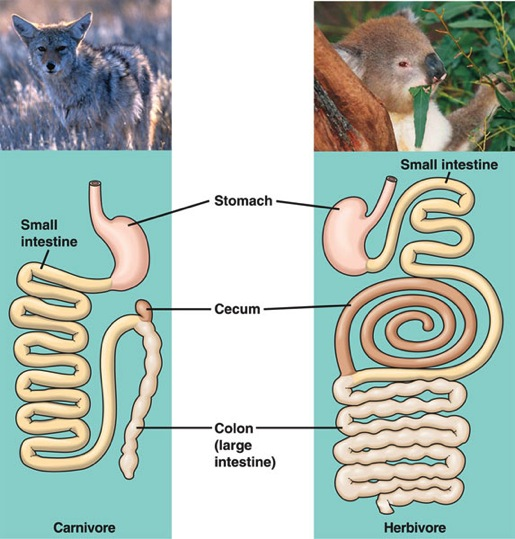 Small intestine
Stomach
Small
intestine
Cecum
Colon
(large
intestine)
Carnivore
Herbivore